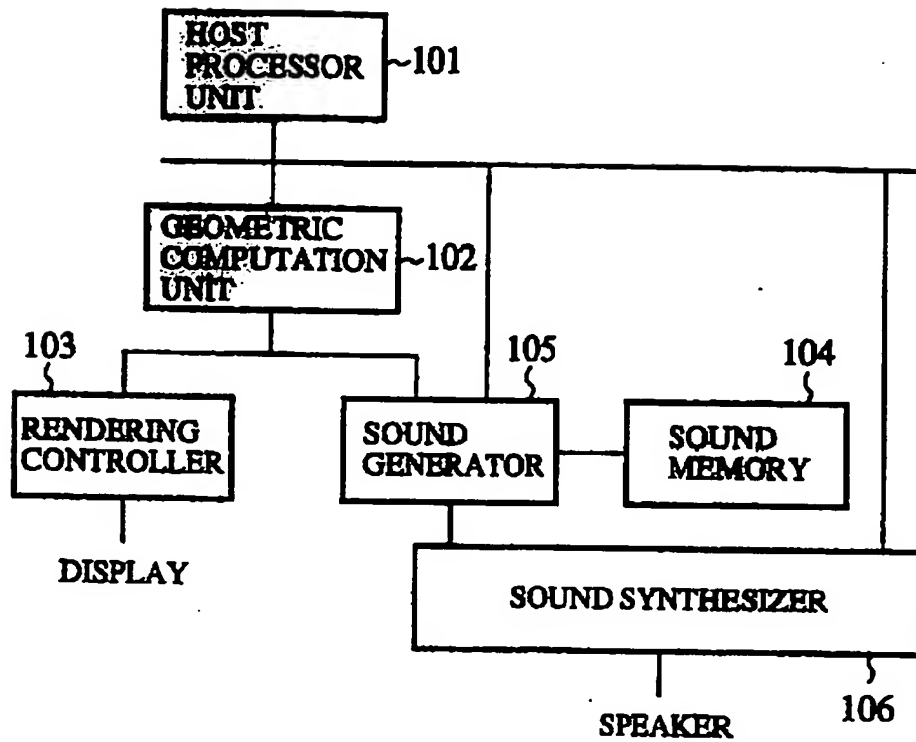 HOST
PROCESSOR
UNIT
101
GEOMETRIC
COMPUTATION
UNIT
102
103
105
104
RENDERING
CONTROLLER
SOUND
GENERATOR
SOUND
MEMORY
DISPLAY
SOUND SYNTHESIZER
SPEAKER
106